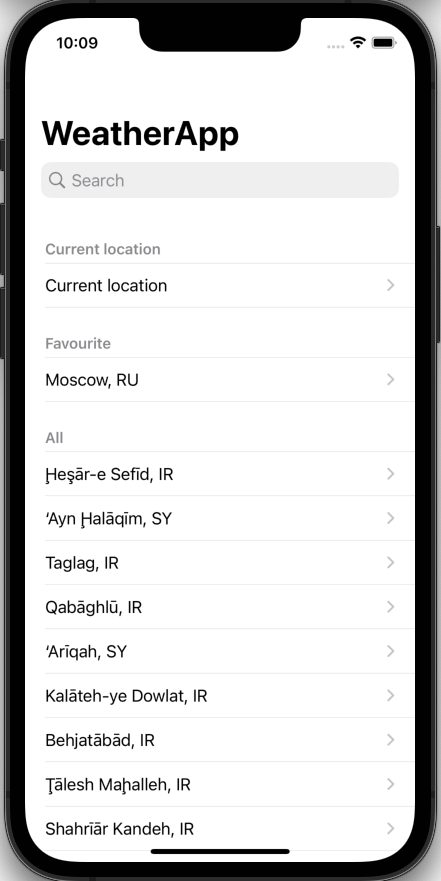 10:09
WeatherApp
Search
Current location
Current location
Favourite
Moscow, RU
All
Ḩeşār-e Sefīd, IR
‘Ayn Ḩalāqīm, SY
Taglag, IR
Qabāghlū, IR
‘Arīqah, SY
Kalāteh-ye Dowlat, IR
Behjatābād, IR
Ţālesh Maḩalleh, IR
Shahrīār Kandeh, IR